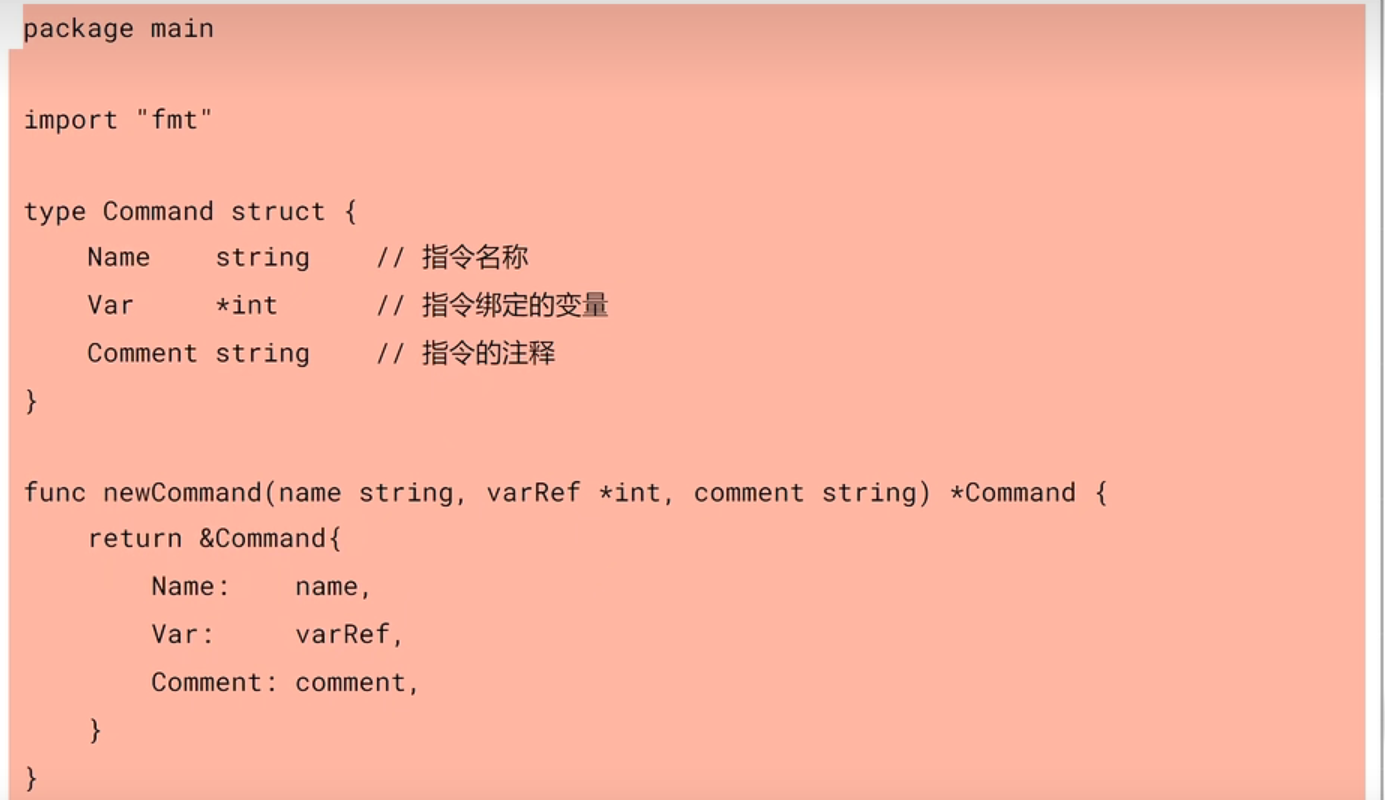 package main
import "fmt"
type Command struct {
    Name    string    // 指令名称
    Var     *int      // 指令绑定的变量
    Comment string    // 指令的注释
}
func newCommand(name string, varRef *int, comment string) *Command {
    return &Command{
        Name:    name,
        Var:     varRef,
        Comment: comment,
    }
}